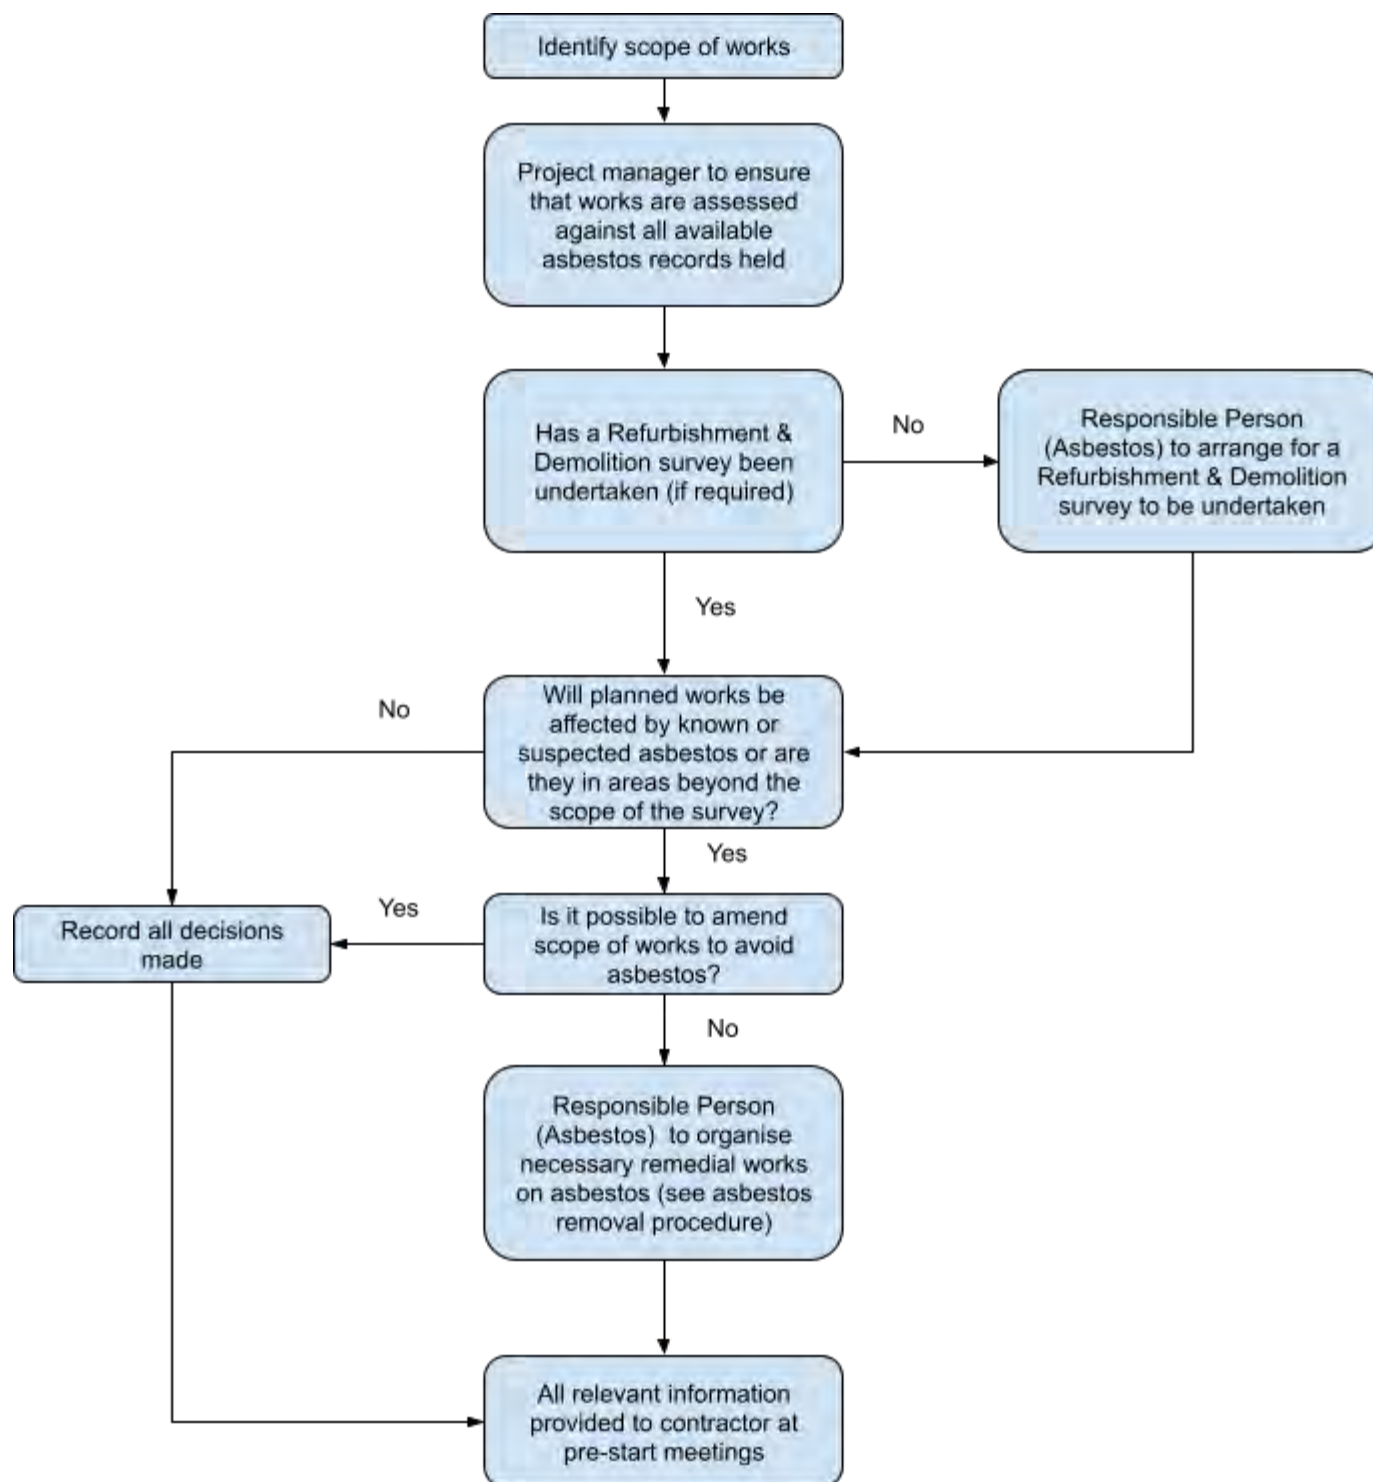 Identify scope of works
Project manager to ensure
that works are assessed
against all available
asbestos records held
Has a Refurbishment &
Demolition survey been
undertaken (if required)
No
Responsible Person
(Asbestos) to arrange for a
Refurbishment & Demolition
survey to be undertaken
Yes
Will planned works be
affected by known or
suspected asbestos or are
they in areas beyond the
scope of the survey?
No
Yes
Is it possible to amend
scope of works to avoid
asbestos?
Yes
Record all decisions
made
No
Responsible Person
(Asbestos) to organise
necessary remedial works
on asbestos (see asbestos
removal procedure)
All relevant information
provided to contractor at
pre-start meetings